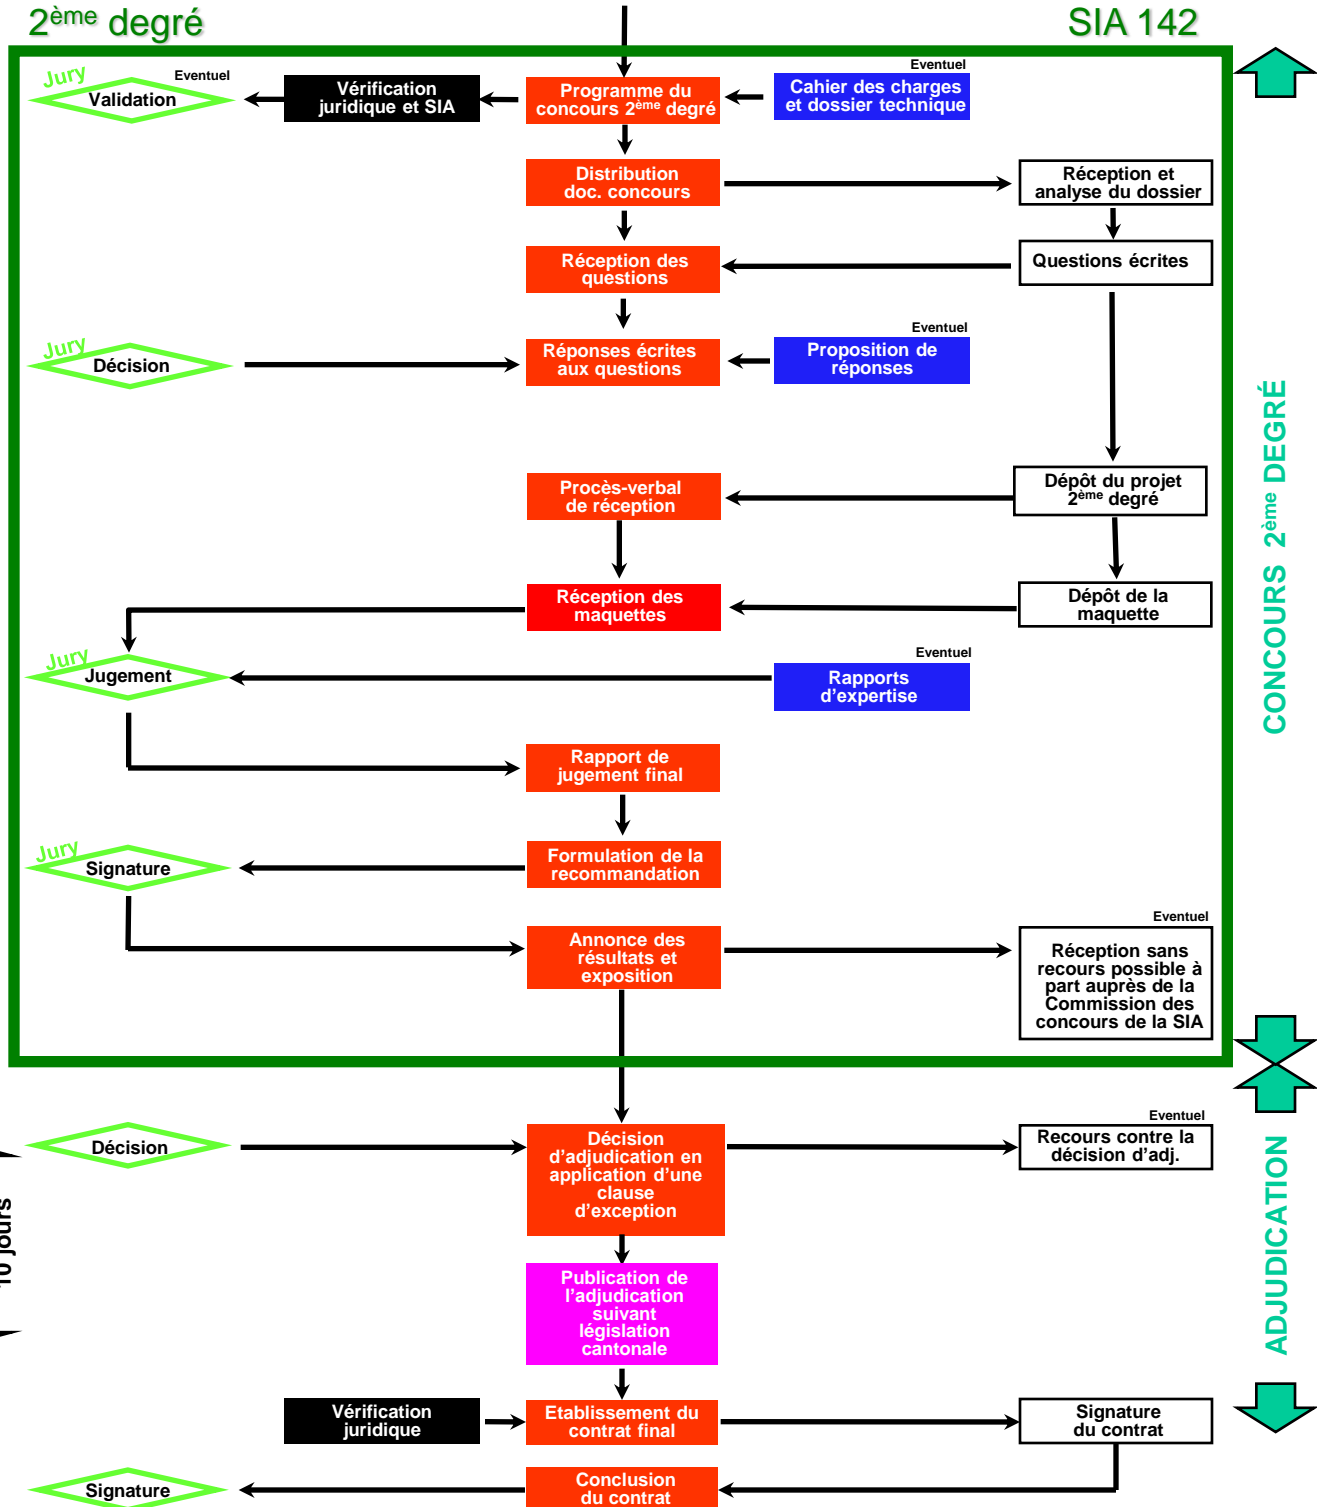 2ème degré
SIA 142
Jury
Eventuel
Validation
Vérification
juridique et SIA
Programme du
concours 2ème degré
Eventuel
Cahier des charges
et dossier technique
Distribution
doc. concours
Réception et
analyse du dossier
Réception des
questions
Questions écrites
Jury
Décision
Réponses écrites
aux questions
Eventuel
Proposition de
réponses
Procès-verbal
de réception
Dépôt du projet
2ème degré
Réception des
maquettes
Dépôt de la
maquette
Jury
Jugement
Eventuel
Rapports
d'expertise
Rapport de
jugement final
Jury
Signature
Formulation de la
recommandation
Annonce des
résultats et
exposition
Eventuel
Réception sans
recours possible à
part auprès de la
Commission des
concours de la SIA
CONCOURS 2ème DEGRÉ
Décision
Décision
d'adjudication en
application d'une
clause
d'exception
Eventuel
Recours contre la
décision d'adj.
10 jours
Publication de
l'adjudication
suivant
législation
cantonale
ADJUDICATION
Vérification
juridique
Etablissement du
contrat final
Signature
du contrat
Signature
Conclusion
du contrat